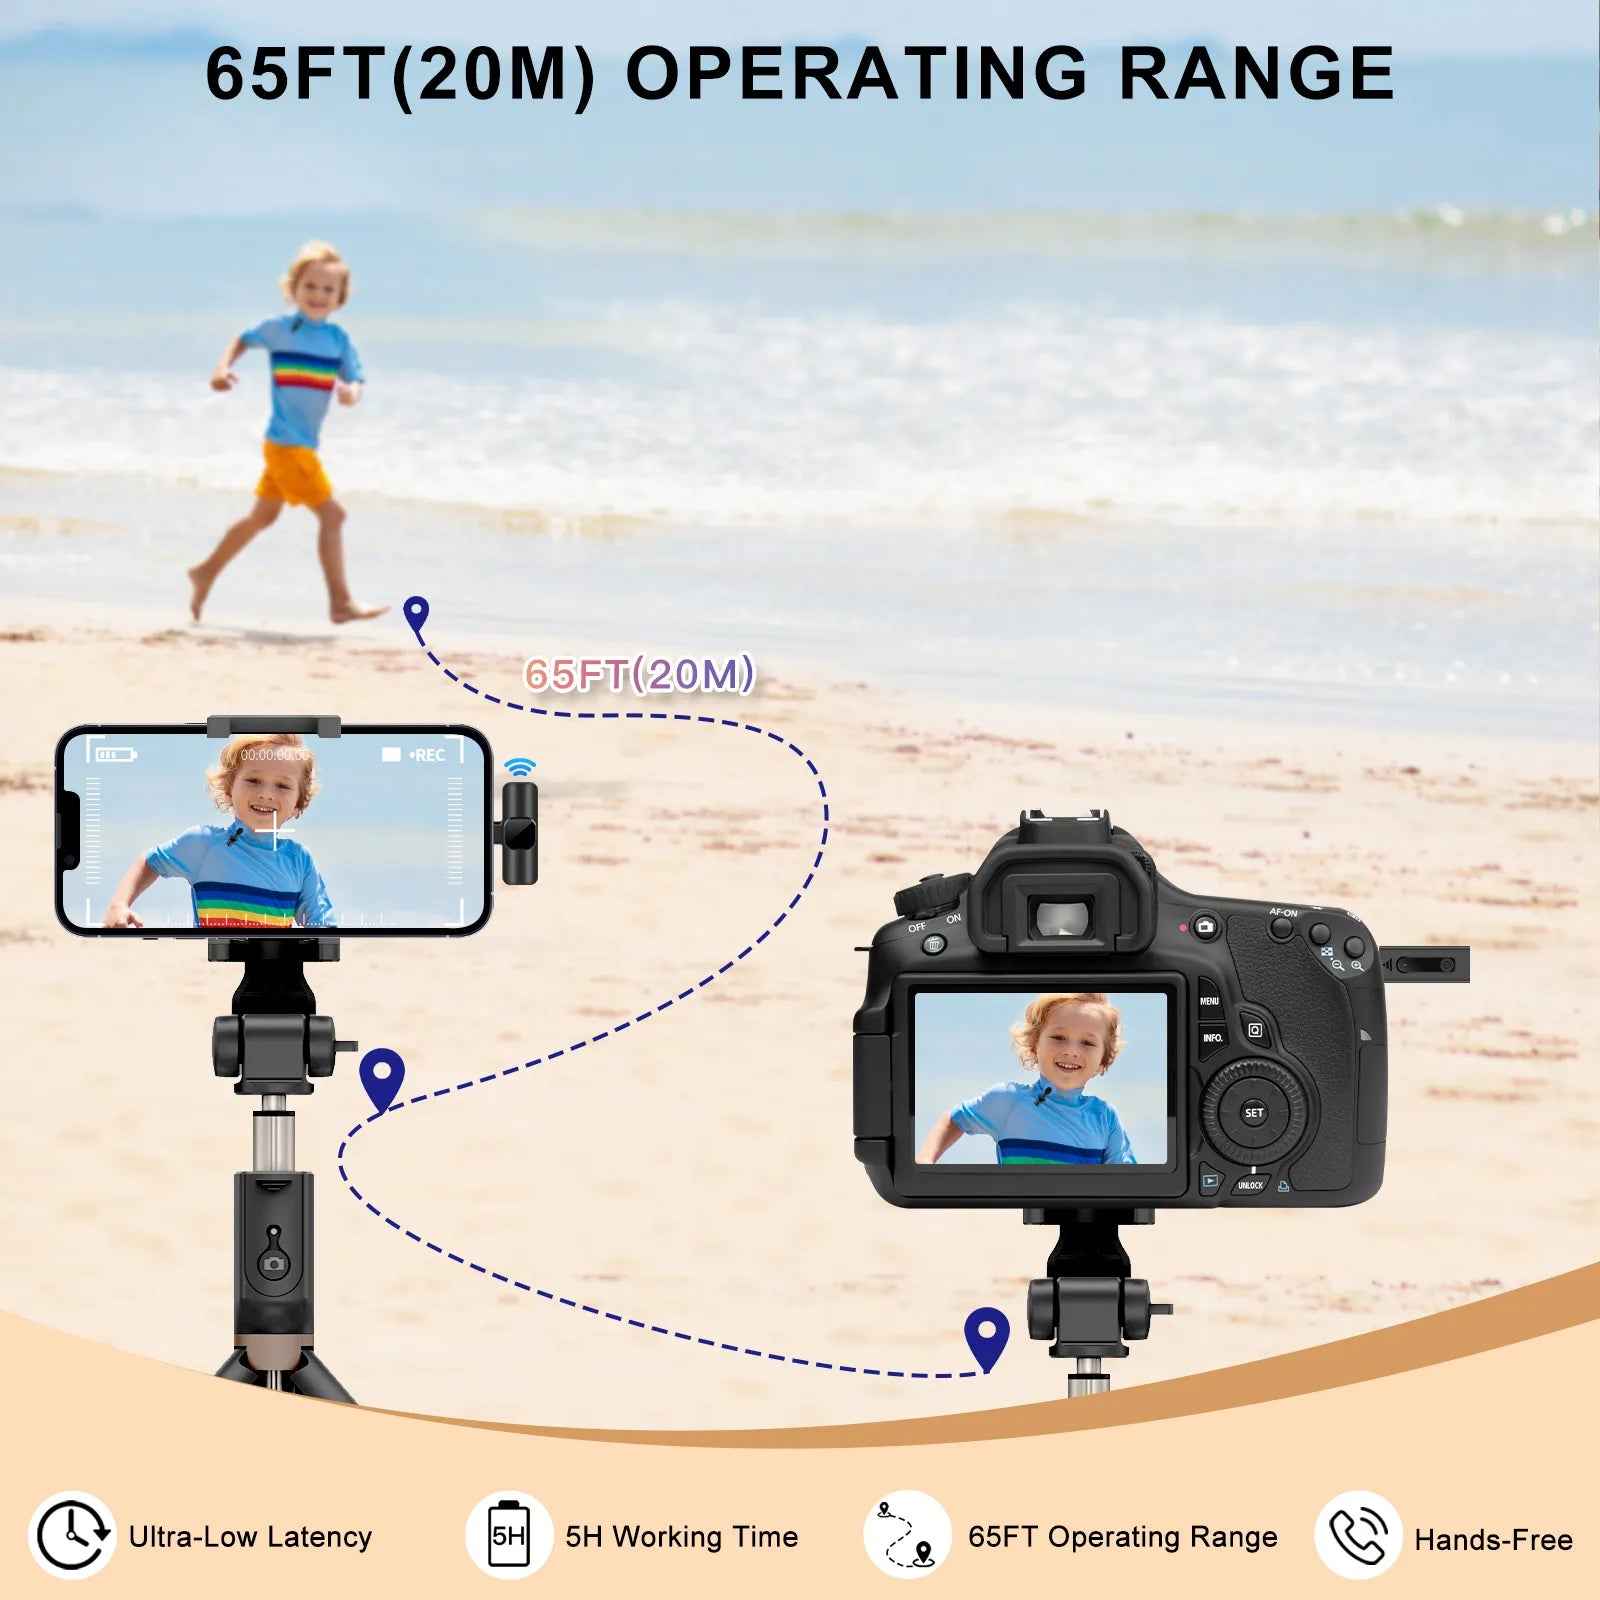 65FT(20M) OPERATING RANGE
65FT(20M)
00:00:00.00
•REC
OFF
ON
AF-ON
MENU
INFO.
Q
SET
UNLOCK
Ultra-Low Latency
5H
5H Working Time
65FT Operating Range
Hands-Free